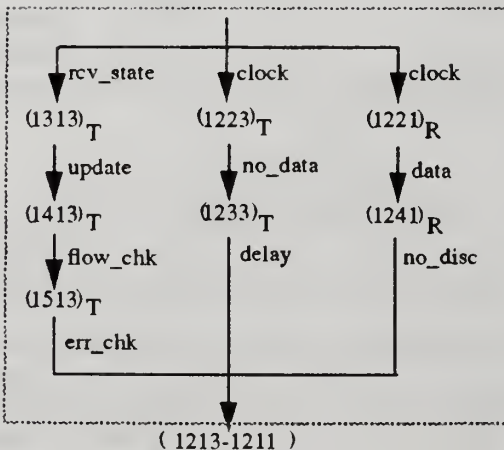 rcv_state clock clock
(1313)T (1223)T (1221)R
update no_data data
(1413)T (1233)T (1241)R
flow_chk delay no_disc
(1513)T
err_chk
( 1213-1211 )